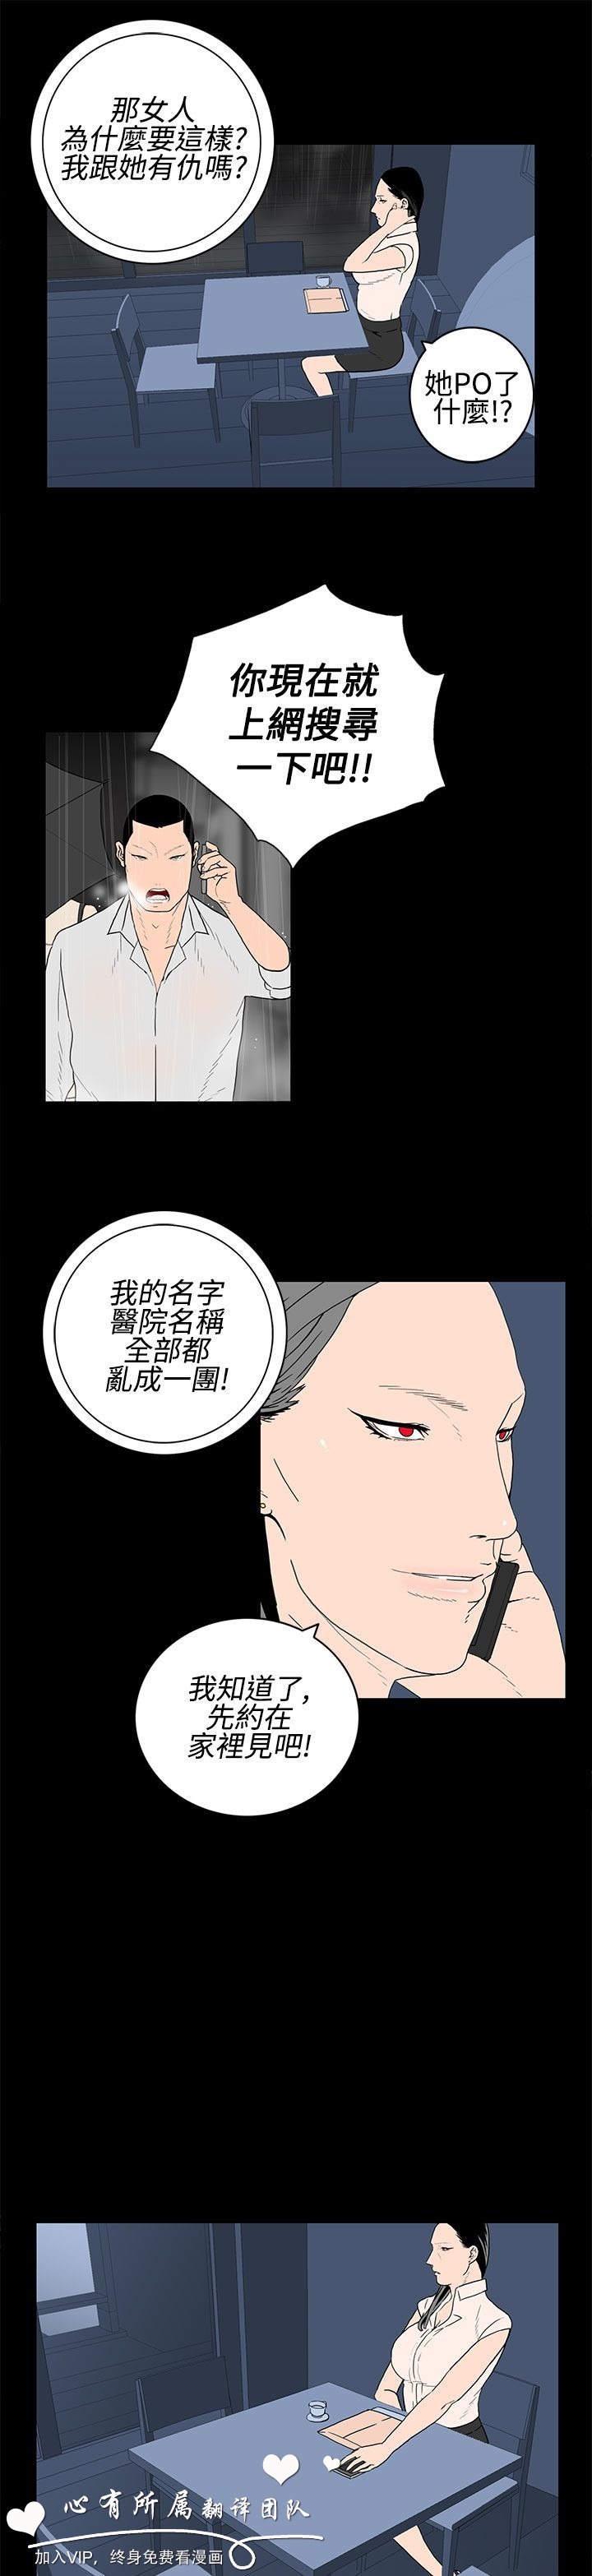 那女人
為什麼要這樣?
我跟她有仇嗎?
她PO了
什麼!?
你現在就
上網搜尋
一下吧!!
我的名字
醫院名稱
全部都
亂成一團!
我知道了,
先約在
家裡見吧!
心有所属翻译团队
加入VIP，终身免费看漫画